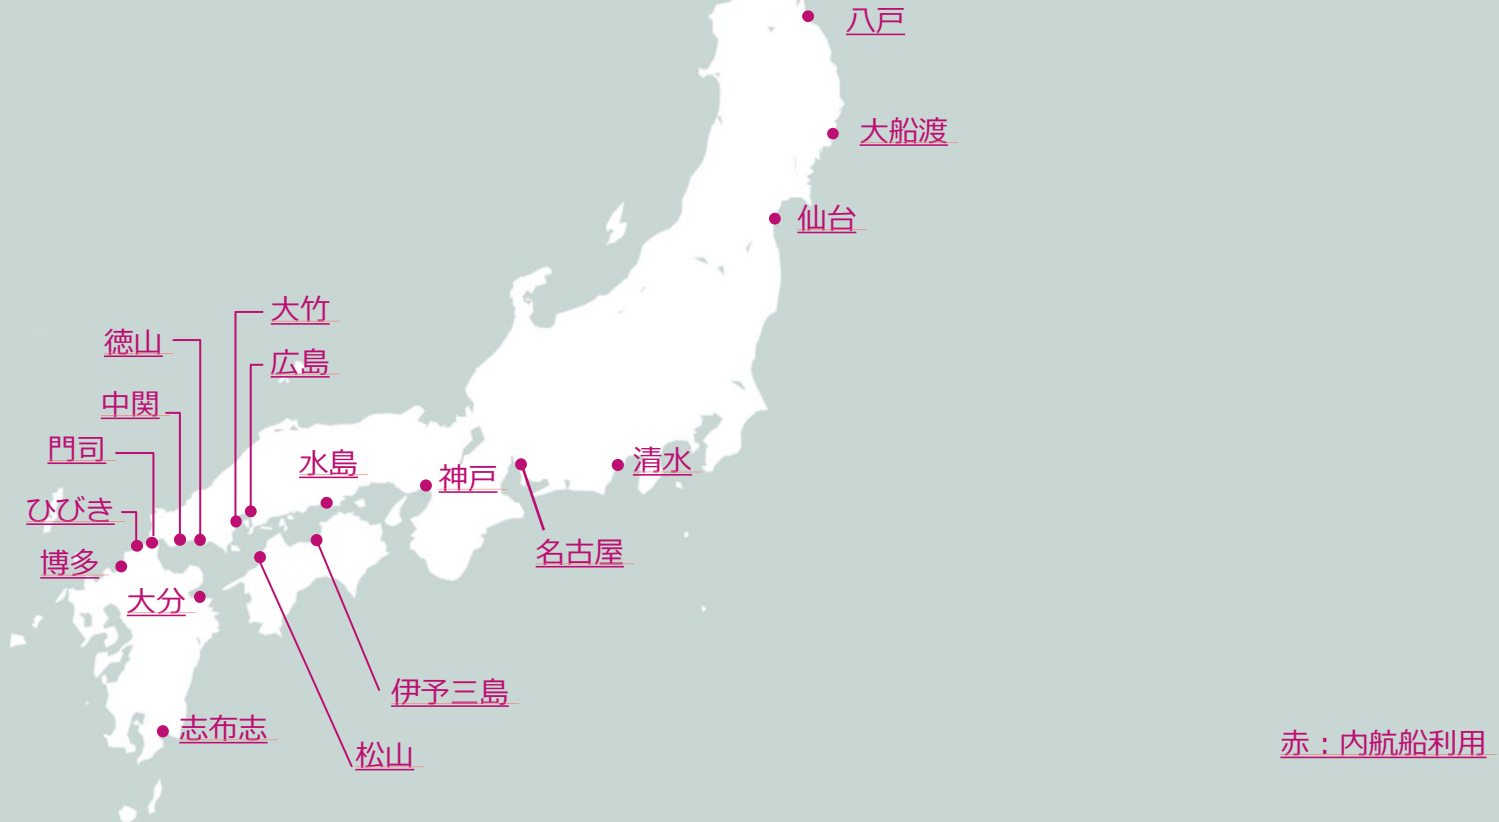 八戸
大船渡
仙台
大竹
徳山
広島
中関
門司
水島
神戸
清水
ひびき
名古屋
博多
大分
伊予三島
志布志
松山
赤：内航船利用